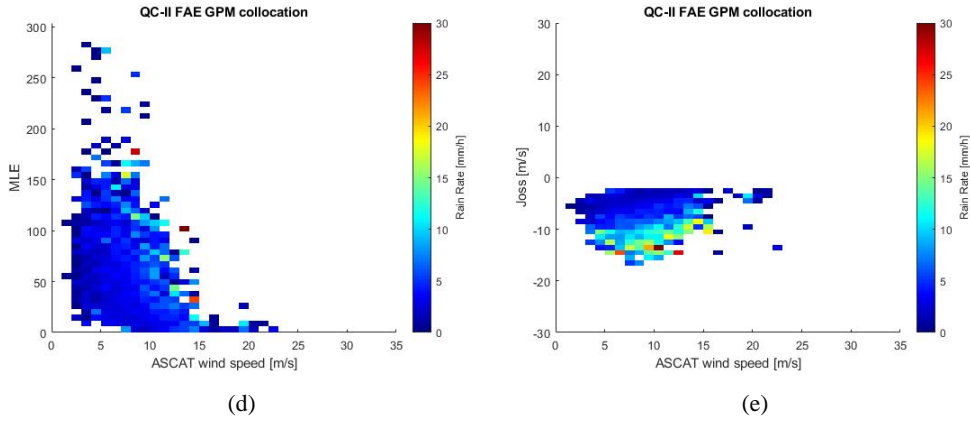 QC-II FAE GPM collocation
300
250
200
150
100
50
0
MLE
0 5 10 15 20 25 30 35
ASCAT wind speed [m/s]
30
25
20
15
10
5
0
Rain Rate [mm/h]
(d)
QC-II FAE GPM collocation
30
20
10
0
-10
-20
-30
Joss [m/s]
0 5 10 15 20 25 30 35
ASCAT wind speed [m/s]
30
25
20
15
10
5
0
Rain Rate [mm/h]
(e)